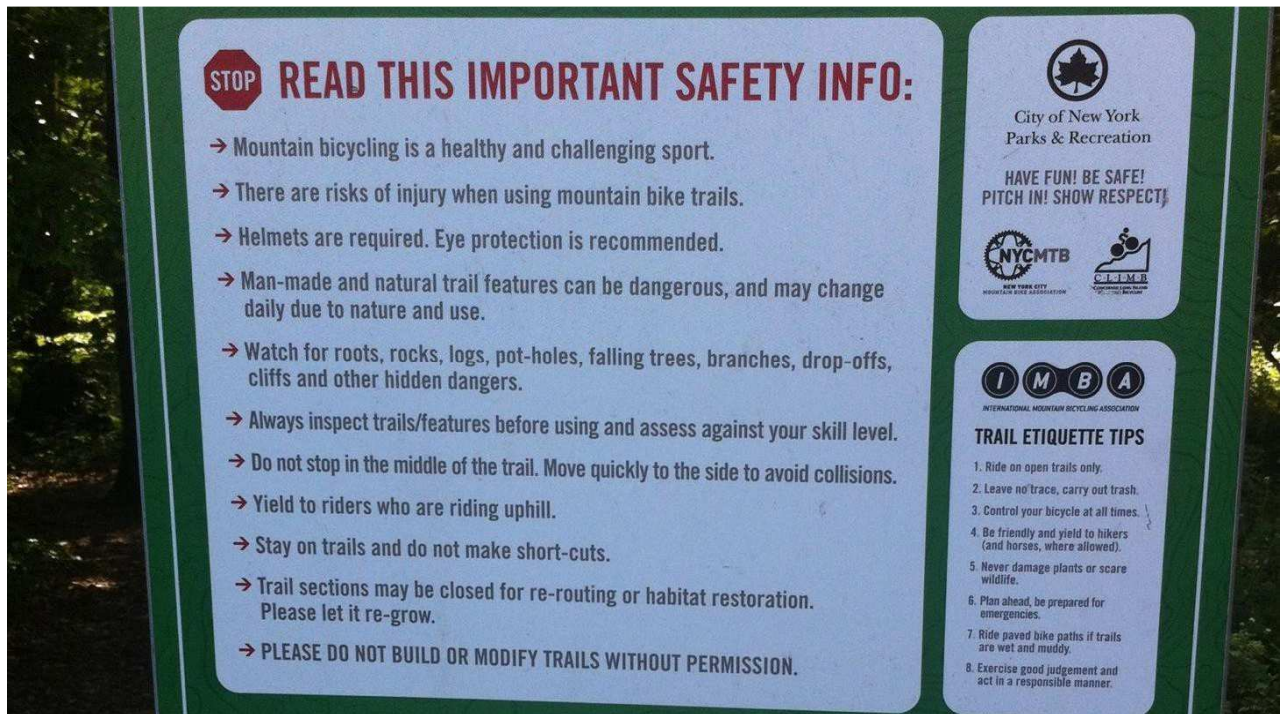 STOP READ THIS IMPORTANT SAFETY INFO:
→ Mountain bicycling is a healthy and challenging sport.
→ There are risks of injury when using mountain bike trails.
→ Helmets are required. Eye protection is recommended.
→ Man-made and natural trail features can be dangerous, and may change
daily due to nature and use.
→ Watch for roots, rocks, logs, pot-holes, falling trees, branches, drop-offs,
cliffs and other hidden dangers.
→ Always inspect trails/features before using and assess against your skill level.
→ Do not stop in the middle of the trail. Move quickly to the side to avoid collisions.
→ Yield to riders who are riding uphill.
→ Stay on trails and do not make short-cuts.
→ Trail sections may be closed for re-routing or habitat restoration.
Please let it re-grow.
→ PLEASE DO NOT BUILD OR MODIFY TRAILS WITHOUT PERMISSION.
City of New York
Parks & Recreation
HAVE FUN! BE SAFE!
PITCH IN! SHOW RESPECT!
NYCMTB
NEW YORK CITY
MOUNTAIN BIKE ASSOCIATION
C·L·I·M·B
CONCERNED LONG ISLAND
BICYCLISTS
IMBA
INTERNATIONAL MOUNTAIN BICYCLING ASSOCIATION
TRAIL ETIQUETTE TIPS
1. Ride on open trails only.
2. Leave no trace, carry out trash.
3. Control your bicycle at all times.
4. Be friendly and yield to hikers
(and horses, where allowed).
5. Never damage plants or scare
wildlife.
6. Plan ahead, be prepared for
emergencies.
7. Ride paved bike paths if trails
are wet and muddy.
8. Exercise good judgement and
act in a responsible manner.